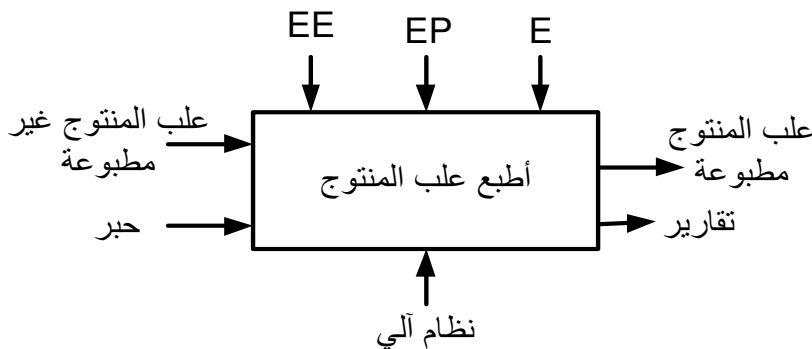 EE
EP
E
علب المنتوج غير
مطبوعة
حبر
أطبع علب المنتوج
علب المنتوج
مطبوعة
تقارير
نظام آلي